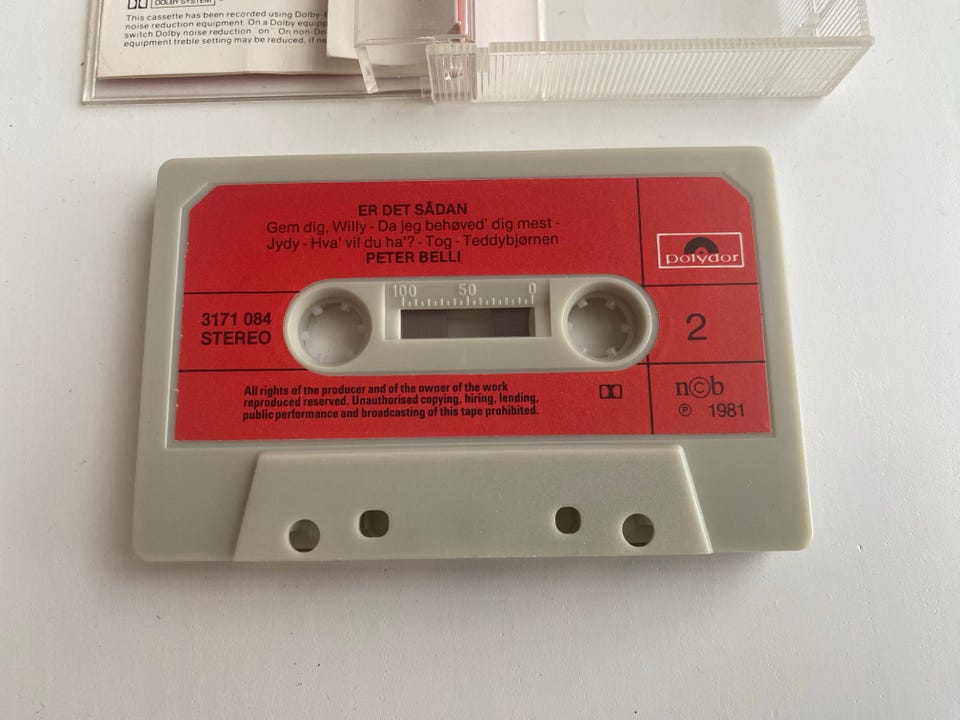 DOLBY SYSTEM
This cassette has been recorded using Dolby-
noise reduction equipment. On a Dolby equipp
switch Dolby noise reduction "on". On non-Do
equipment treble setting may be reduced, if ne
ER DET SÅDAN
Gem dig, Willy - Da jeg behøved' dig mest -
Jydy - Hva' vil du ha'? - Tog - Teddybjørnen
PETER BELLI
polydor
100 50 0
3171 084
STEREO
2
All rights of the producer and of the owner of the work
reproduced reserved. Unauthorised copying, hiring, lending,
public performance and broadcasting of this tape prohibited.
n©b
℗ 1981